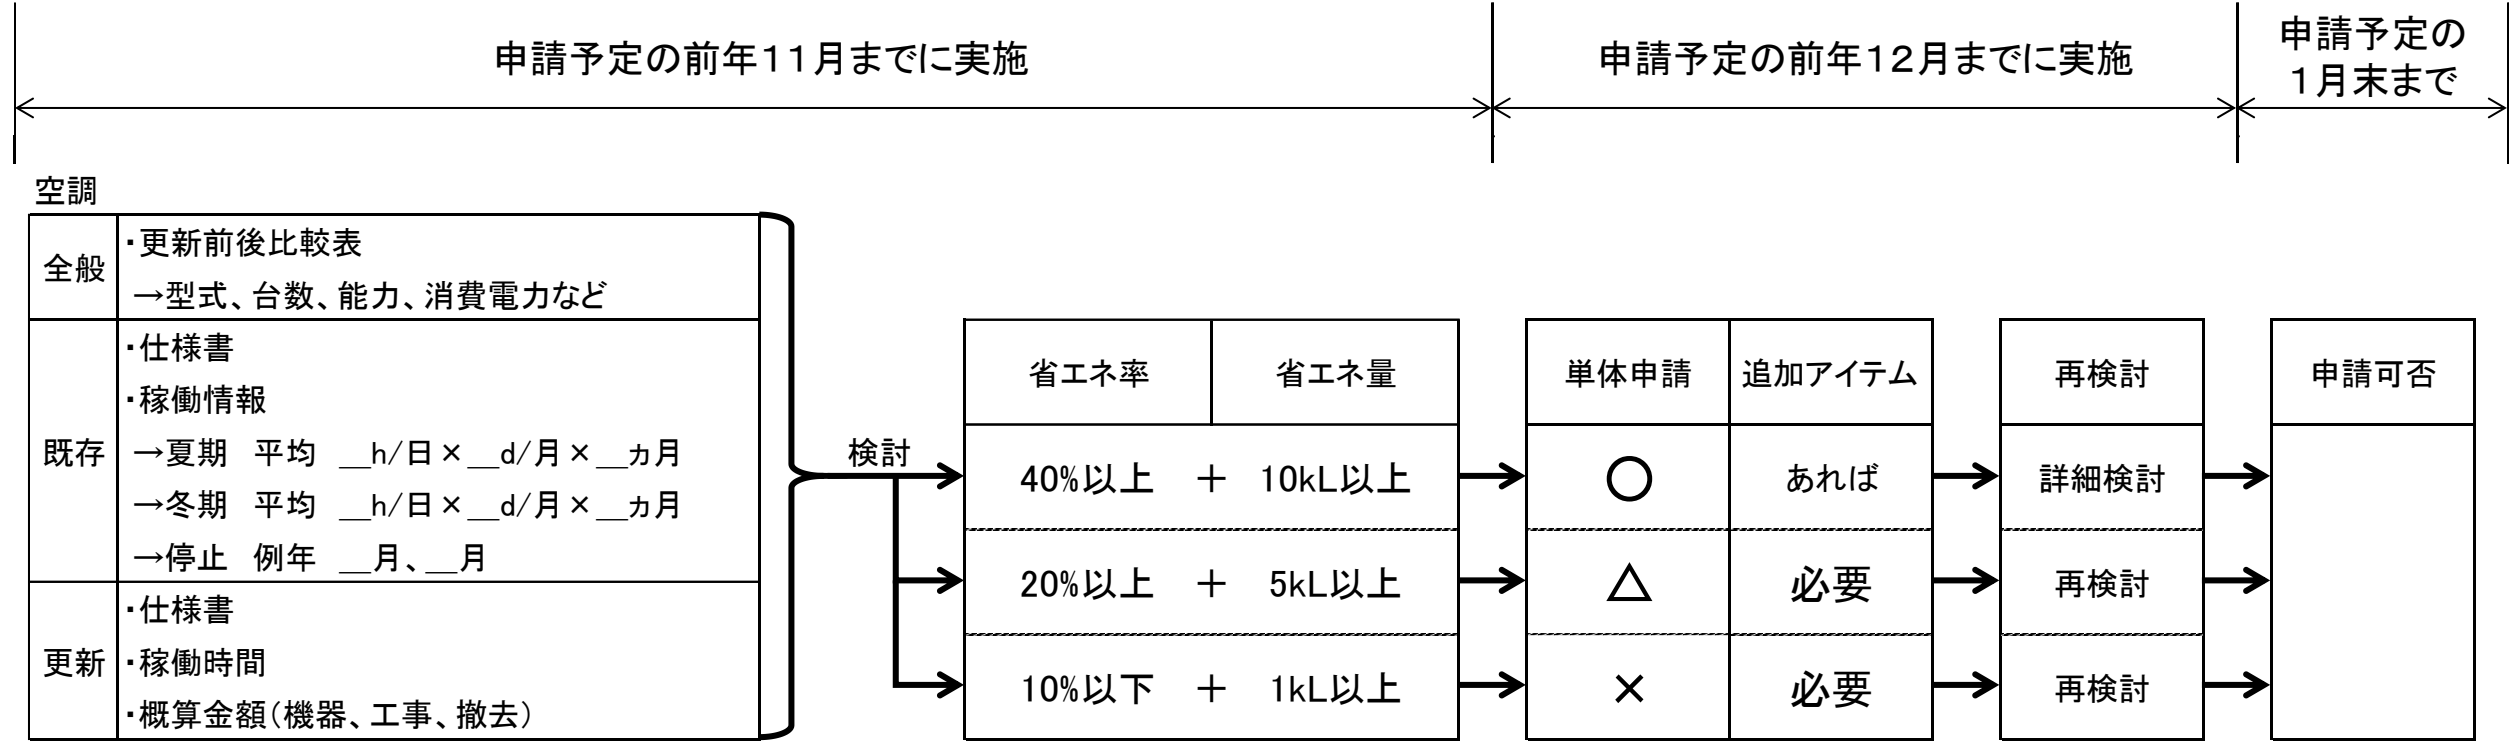 申請予定の前年11月までに実施
申請予定の前年12月までに実施
申請予定の
1月末まで
空調
全般
・更新前後比較表
→型式、台数、能力、消費電力など
既存
・仕様書
・稼働情報
→夏期　平均　__h/日×__d/月×__ヵ月
→冬期　平均　__h/日×__d/月×__ヵ月
→停止　例年　__月、__月
更新
・仕様書
・稼働時間
・概算金額(機器、工事、撤去)
検討
省エネ率　省エネ量
40%以上　＋　10kL以上
20%以上　＋　5kL以上
10%以下　＋　1kL以上
単体申請　追加アイテム
○　あれば
△　必要
×　必要
再検討
詳細検討
再検討
再検討
申請可否